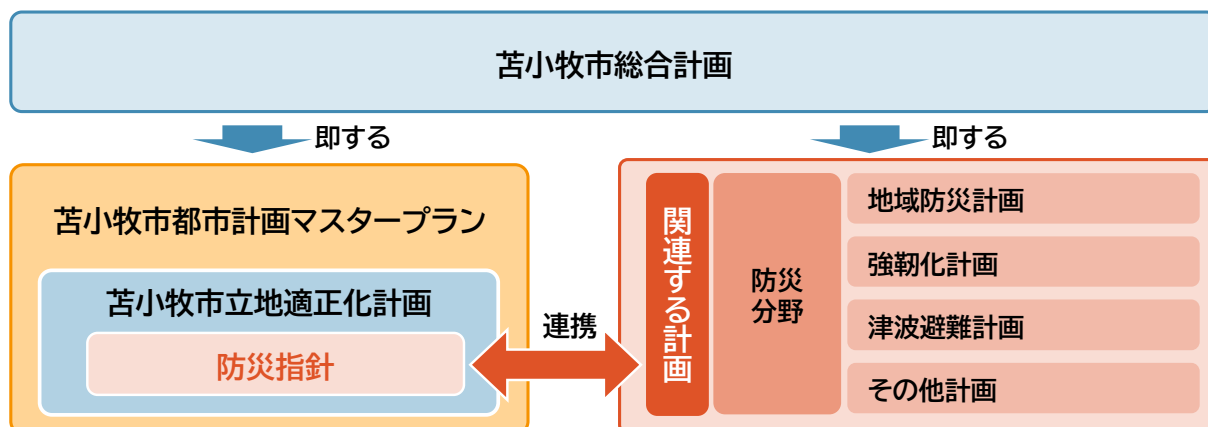 苫小牧市総合計画
即する
即する
苫小牧市都市計画マスタープラン
苫小牧市立地適正化計画
防災指針
連携
関連する計画
防災
分野
地域防災計画
強靭化計画
津波避難計画
その他計画